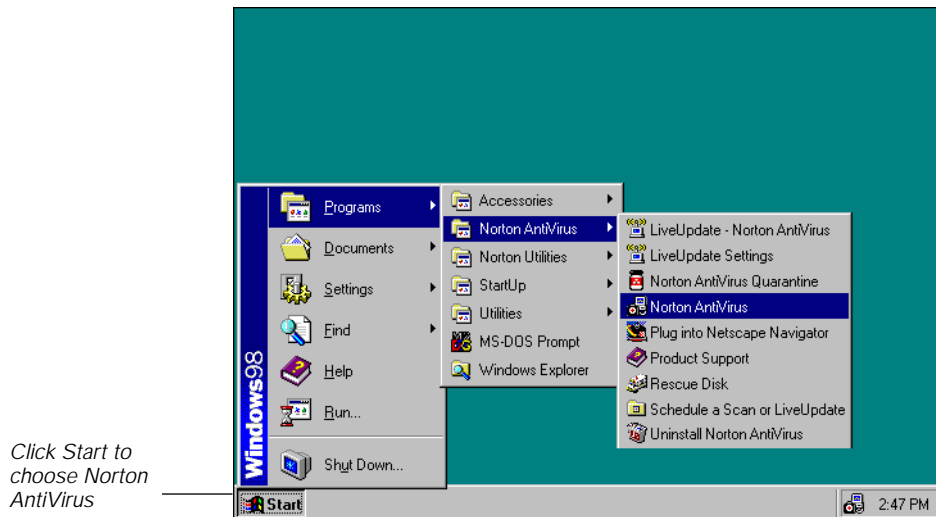 Windows98
Programs
Documents
Settings
Find
Help
Run...
Shut Down...
Accessories
Norton AntiVirus
Norton Utilities
StartUp
Utilities
MS-DOS Prompt
Windows Explorer
LiveUpdate - Norton AntiVirus
LiveUpdate Settings
Norton AntiVirus Quarantine
Norton AntiVirus
Plug into Netscape Navigator
Product Support
Rescue Disk
Schedule a Scan or LiveUpdate
Uninstall Norton AntiVirus
Click Start to
choose Norton
AntiVirus
Start
2:47 PM